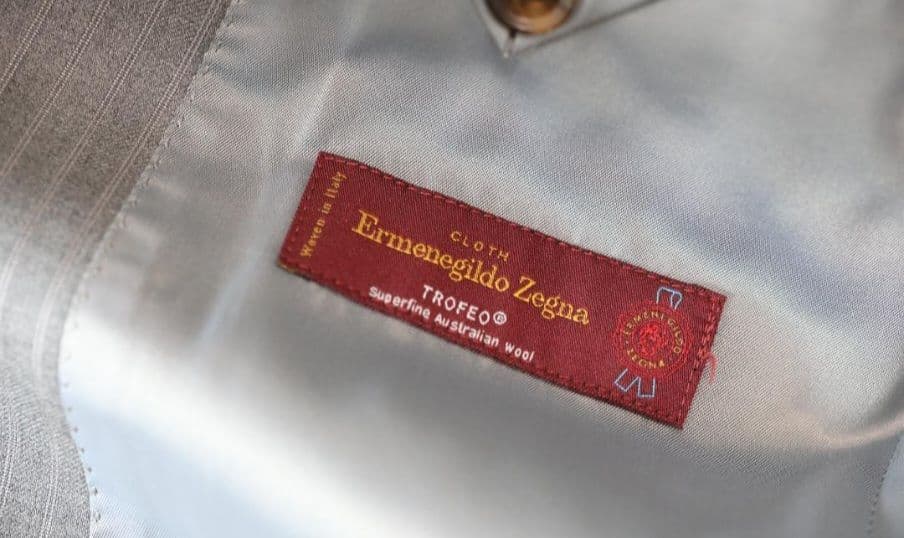 Woven in Italy
CLOTH
Ermenegildo Zegna
TROFEO®
Superfine Australian Wool
ERMENEGILDO
ZEGNA